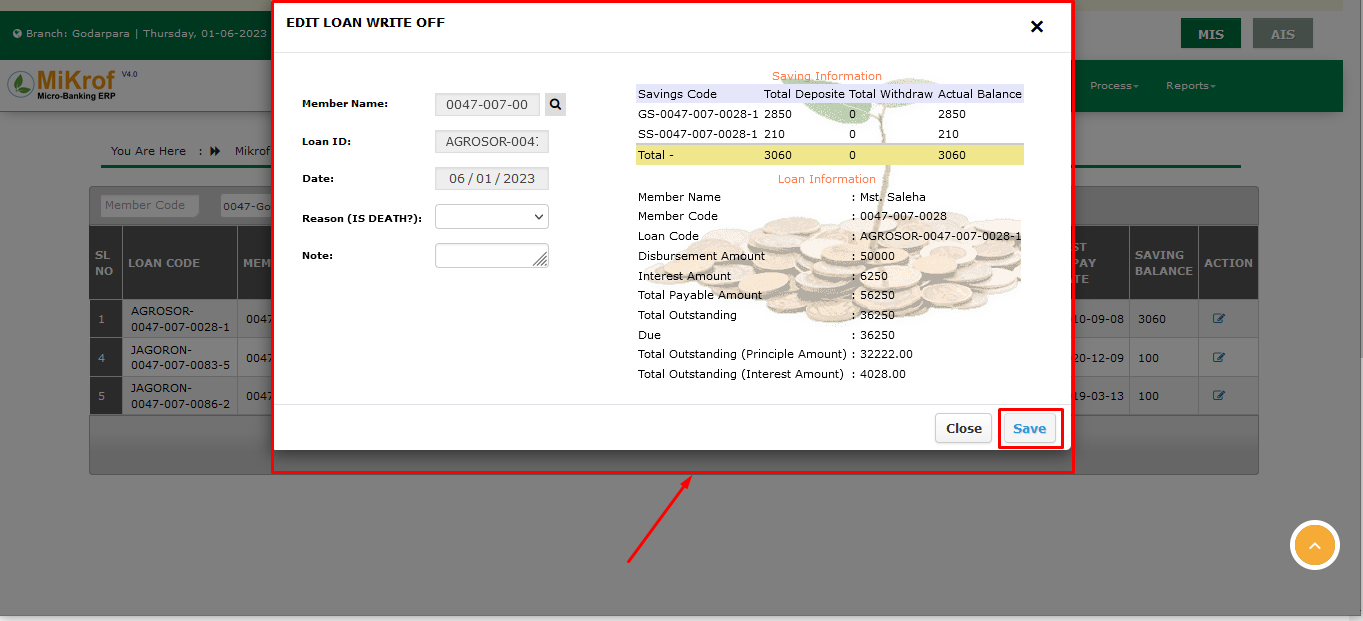 EDIT LOAN WRITE OFF
Branch: Godarpara | Thursday, 01-06-2023
MIS AIS
MiKrof V4.0
Micro-Banking ERP
Process Reports
You Are Here : Mikrof
Member Code 0047-Go
SL NO LOAN CODE MEM ST PAY TE SAVING BALANCE ACTION
1 AGROSOR-0047-007-0028-1 0047 10-09-08 3060
4 JAGORON-0047-007-0083-5 0047 20-12-09 100
5 JAGORON-0047-007-0086-2 0047 19-03-13 100
Member Name: 0047-007-00
Loan ID: AGROSOR-0047
Date: 06/01/2023
Reason (IS DEATH?):
Note:
Saving Information
Savings Code Total Deposite Total Withdraw Actual Balance
GS-0047-007-0028-1 2850 0 2850
SS-0047-007-0028-1 210 0 210
Total - 3060 0 3060
Loan Information
Member Name : Mst. Saleha
Member Code : 0047-007-0028
Loan Code : AGROSOR-0047-007-0028-1
Disbursement Amount : 50000
Interest Amount : 6250
Total Payable Amount : 56250
Total Outstanding : 36250
Due : 36250
Total Outstanding (Principle Amount) : 32222.00
Total Outstanding (Interest Amount) : 4028.00
Close Save